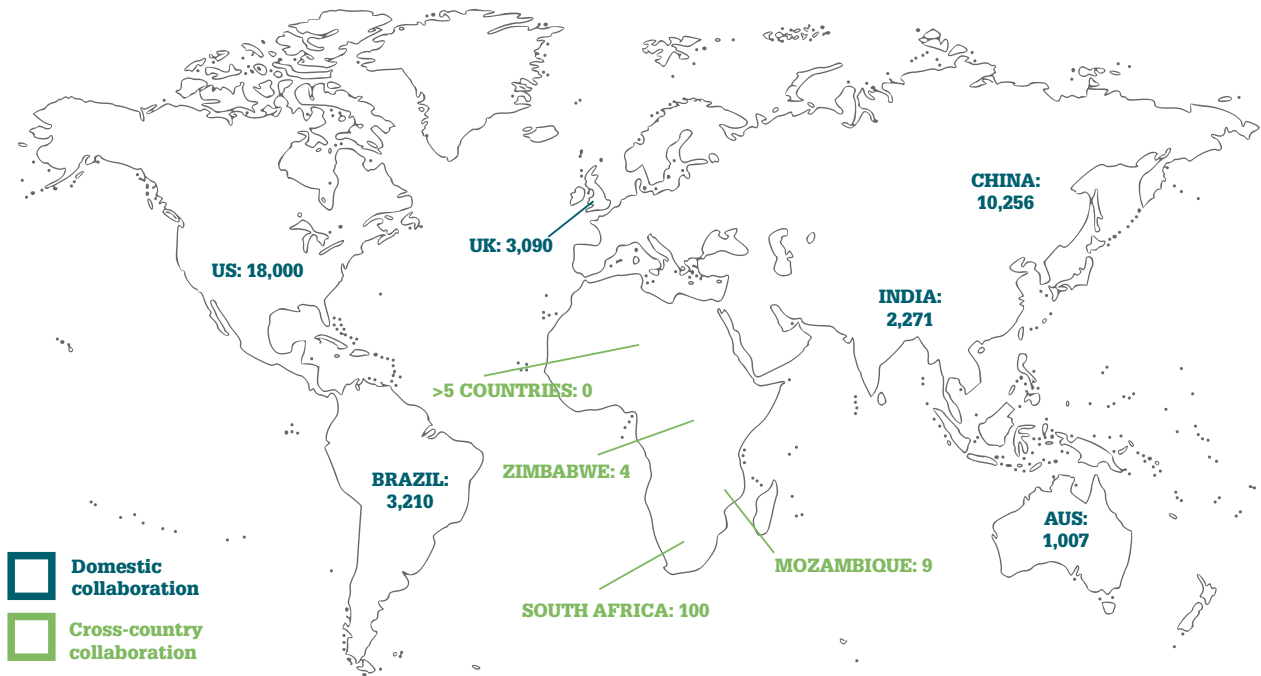 CHINA:
10,256
UK: 3,090
US: 18,000
INDIA:
2,271
>5 COUNTRIES: 0
ZIMBABWE: 4
BRAZIL:
3,210
AUS:
1,007
MOZAMBIQUE: 9
Domestic
collaboration
SOUTH AFRICA: 100
Cross-country
collaboration